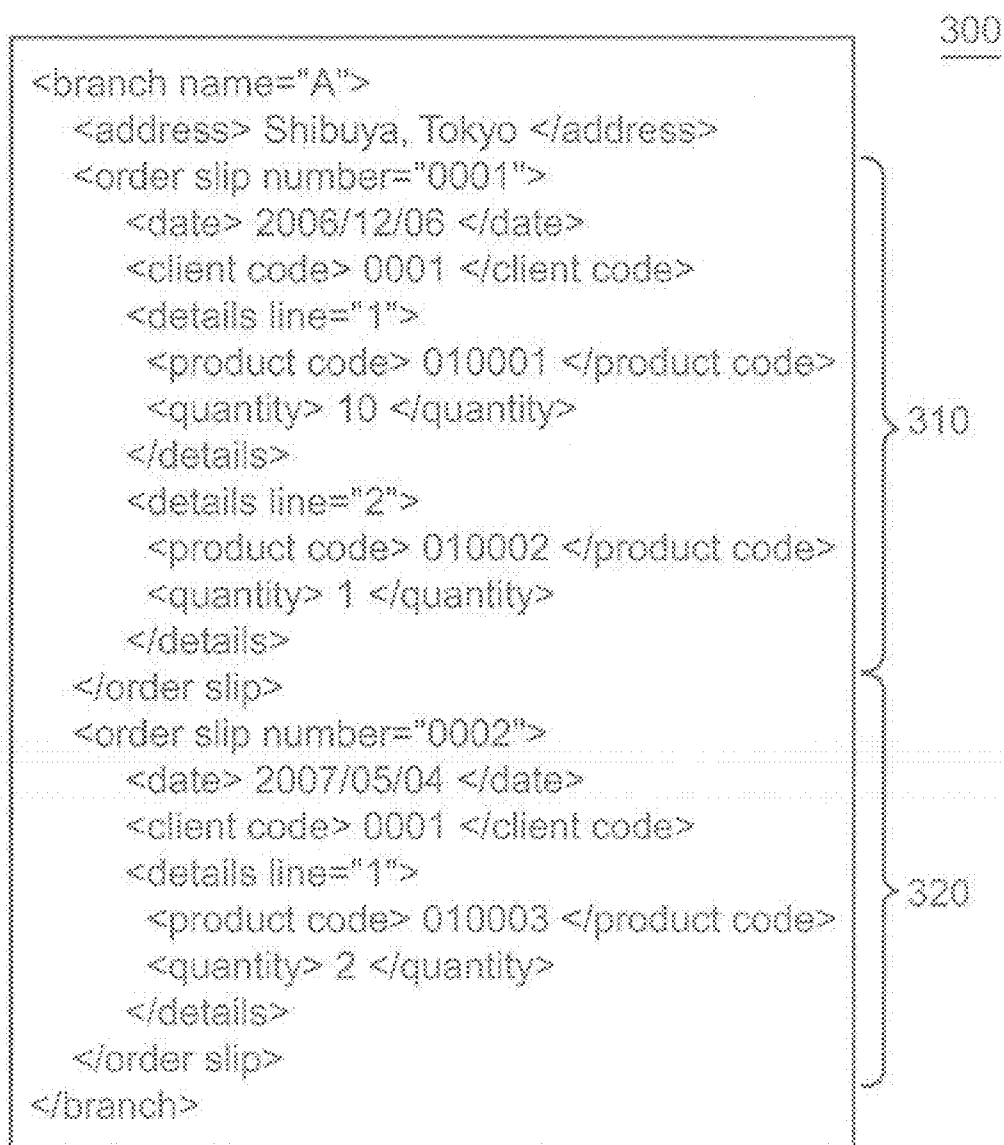 300
<branch name="A">
<address> Shibuya, Tokyo </address>
<order slip number="0001">
<date> 2006/12/06 </date>
<client code> 0001 </client code>
<details line="1">
<product code> 010001 </product code>
<quantity> 10 </quantity>
</details>
<details line="2">
<product code> 010002 </product code>
<quantity> 1 </quantity>
</details>
</order slip>
310
<order slip number="0002">
<date> 2007/05/04 </date>
<client code> 0001 </client code>
<details line="1">
<product code> 010003 </product code>
<quantity> 2 </quantity>
</details>
</order slip>
320
</branch>